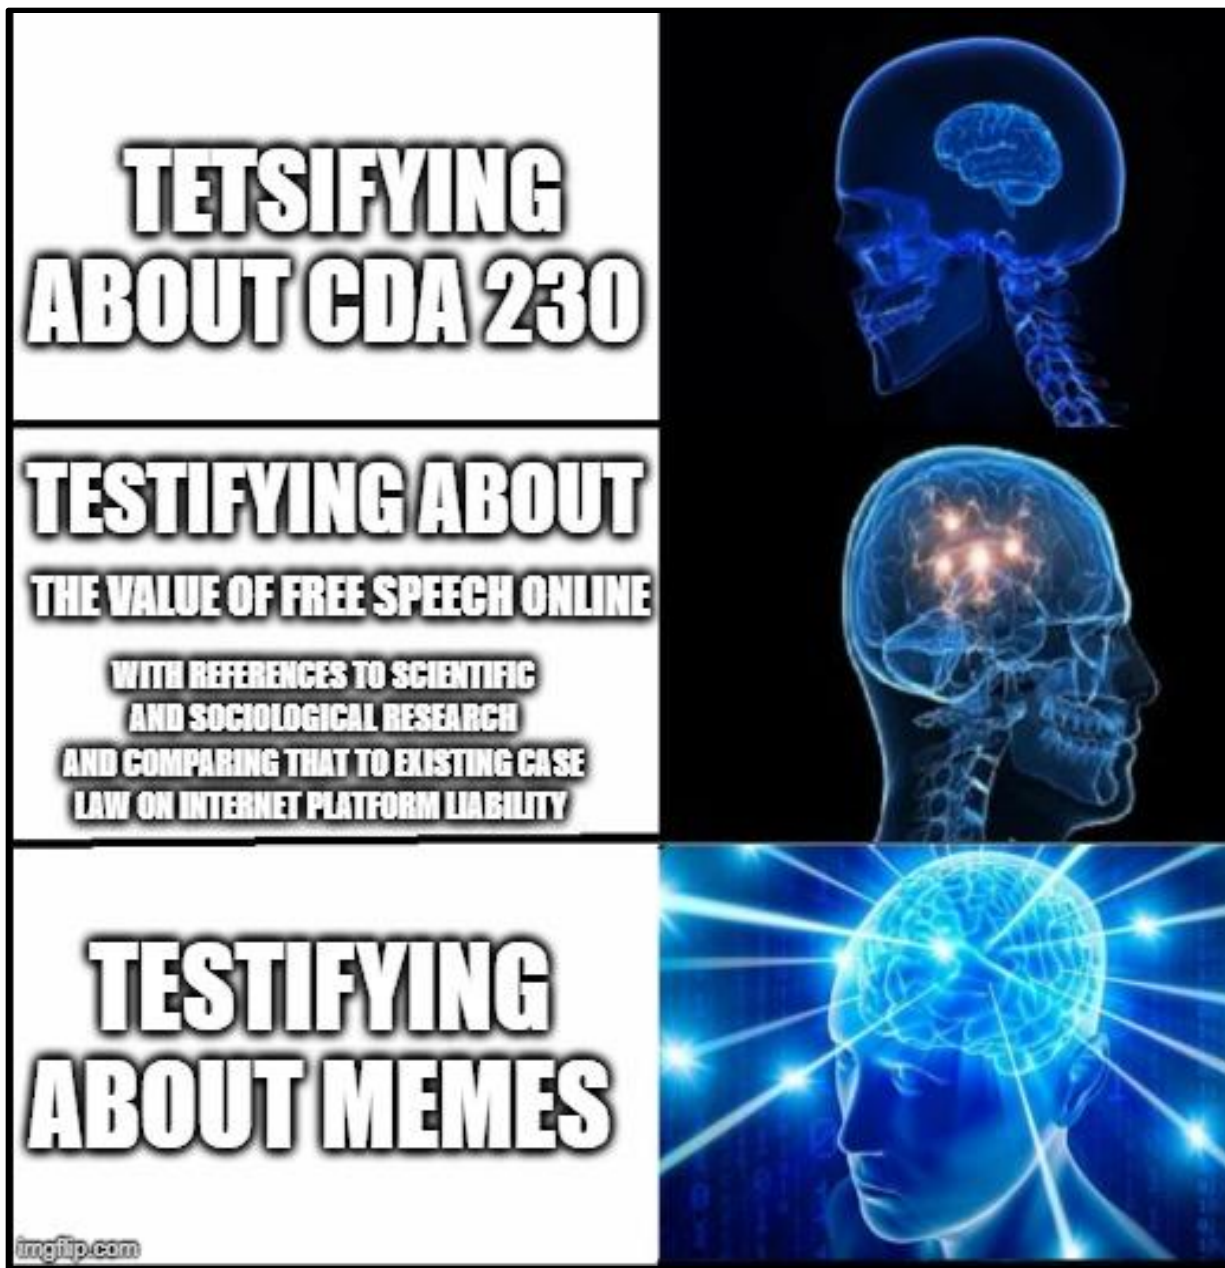 TETSIFYING
ABOUT CDA 230
TESTIFYING ABOUT
THE VALUE OF FREE SPEECH ONLINE
WITH REFERENCES TO SCIENTIFIC
AND SOCIOLOGICAL RESEARCH
AND COMPARING THAT TO EXISTING CASE
LAW ON INTERNET PLATFORM LIABILITY
TESTIFYING
ABOUT MEMES
imgflip.com